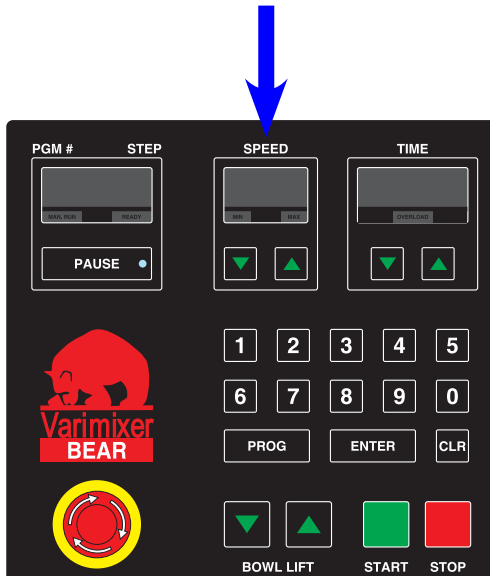 PGM # STEP SPEED TIME
MAN. RUN READY MIN MAX OVERLOAD
PAUSE
1 2 3 4 5
6 7 8 9 0
PROG ENTER CLR
Varimixer
BEAR
BOWL LIFT START STOP